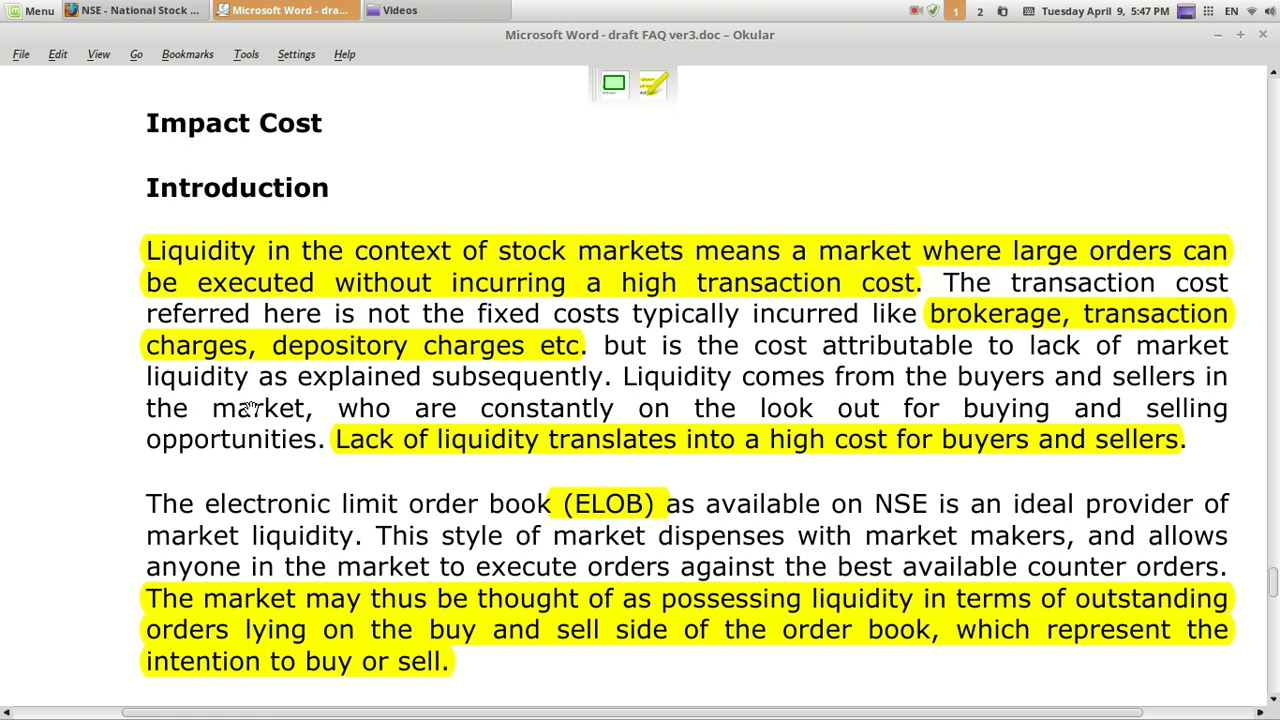 Menu NSE - National Stock ... Microsoft Word - dra... Videos 1 2 Tuesday April 9, 5:47 PM EN
Microsoft Word - draft FAQ ver3.doc – Okular
File Edit View Go Bookmarks Tools Settings Help
Impact Cost
Introduction
Liquidity in the context of stock markets means a market where large orders can
be executed without incurring a high transaction cost. The transaction cost
referred here is not the fixed costs typically incurred like brokerage, transaction
charges, depository charges etc. but is the cost attributable to lack of market
liquidity as explained subsequently. Liquidity comes from the buyers and sellers in
the market, who are constantly on the look out for buying and selling
opportunities. Lack of liquidity translates into a high cost for buyers and sellers.
The electronic limit order book (ELOB) as available on NSE is an ideal provider of
market liquidity. This style of market dispenses with market makers, and allows
anyone in the market to execute orders against the best available counter orders.
The market may thus be thought of as possessing liquidity in terms of outstanding
orders lying on the buy and sell side of the order book, which represent the
intention to buy or sell.